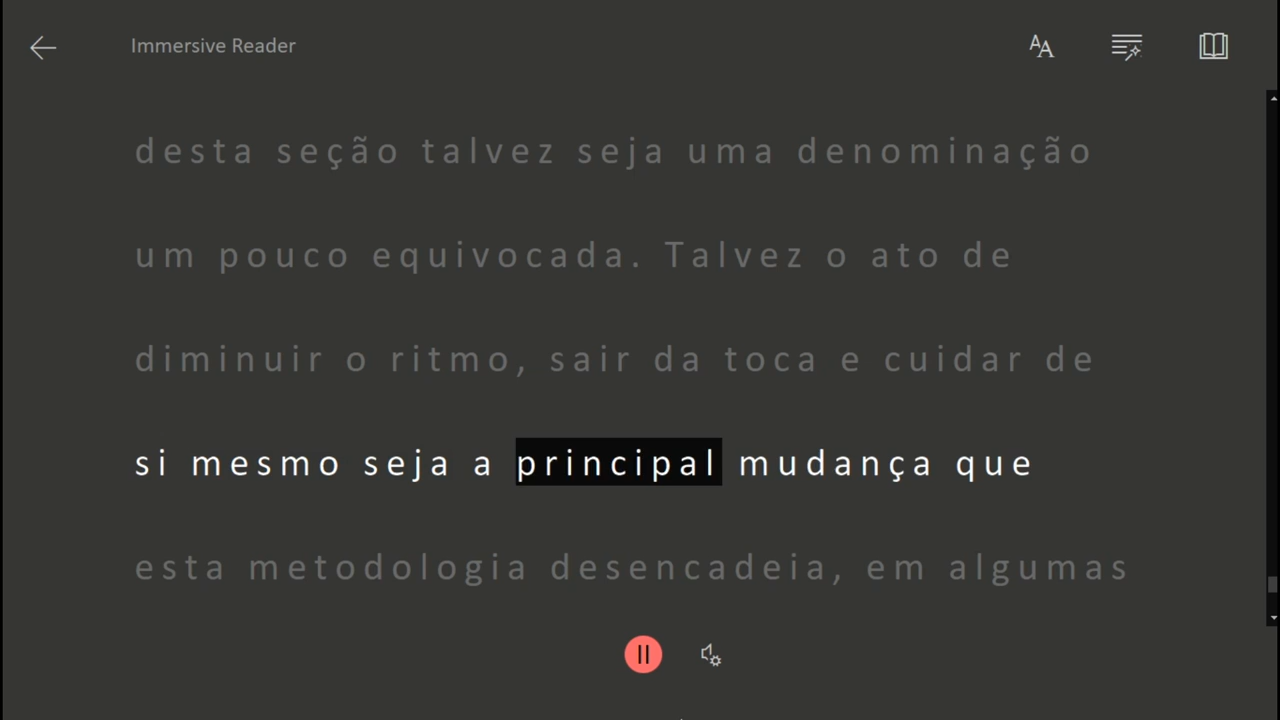 Immersive Reader
desta seção talvez seja uma denominação
um pouco equivocada. Talvez o ato de
diminuir o ritmo, sair da toca e cuidar de
si mesmo seja a principal mudança que
esta metodologia desencadeia, em algumas